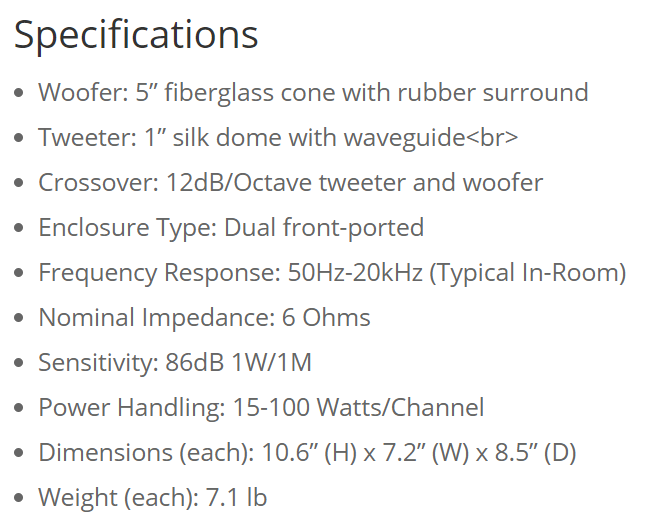 Specifications
• Woofer: 5” fiberglass cone with rubber surround
• Tweeter: 1” silk dome with waveguide<br>
• Crossover: 12dB/Octave tweeter and woofer
• Enclosure Type: Dual front-ported
• Frequency Response: 50Hz-20kHz (Typical In-Room)
• Nominal Impedance: 6 Ohms
• Sensitivity: 86dB 1W/1M
• Power Handling: 15-100 Watts/Channel
• Dimensions (each): 10.6” (H) x 7.2” (W) x 8.5” (D)
• Weight (each): 7.1 lb